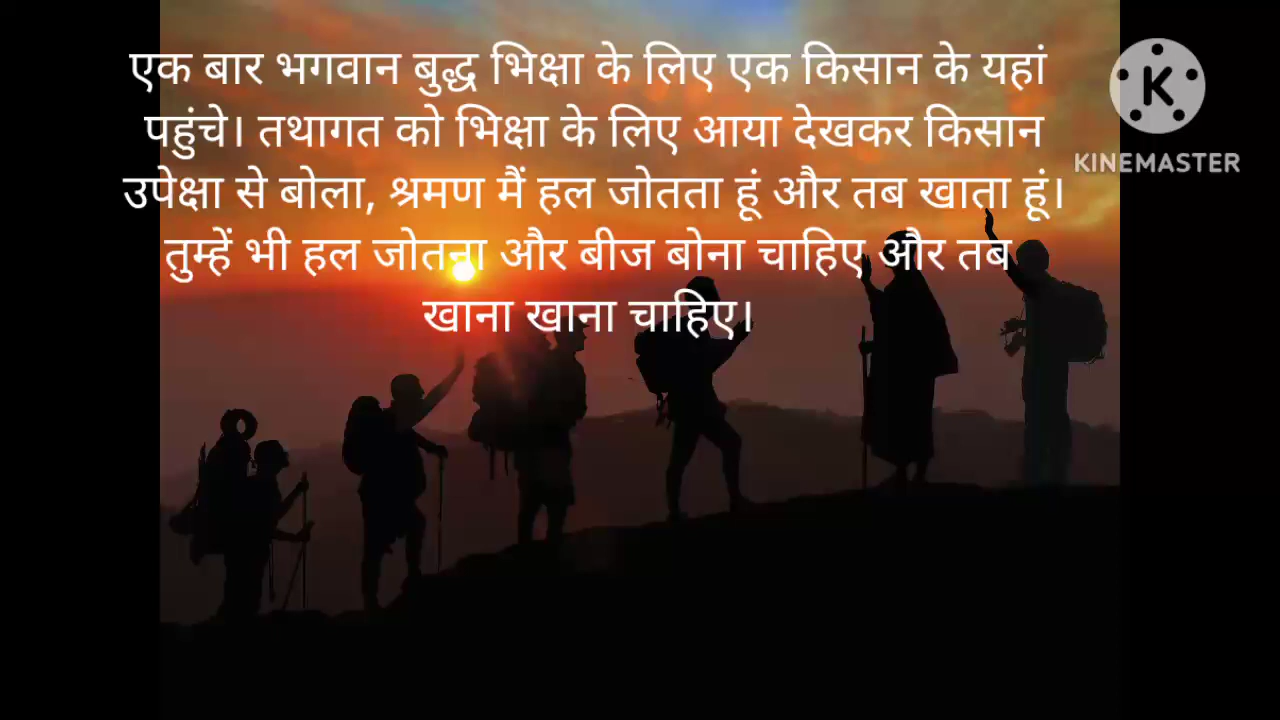 एक बार भगवान बुद्ध भिक्षा के लिए एक किसान के यहां
पहुंचे। तथागत को भिक्षा के लिए आया देखकर किसान
उपेक्षा से बोला, श्रमण मैं हल जोतता हूं और तब खाता हूं।
तुम्हें भी हल जोतना और बीज बोना चाहिए और तब
खाना खाना चाहिए।
K
KINEMASTER